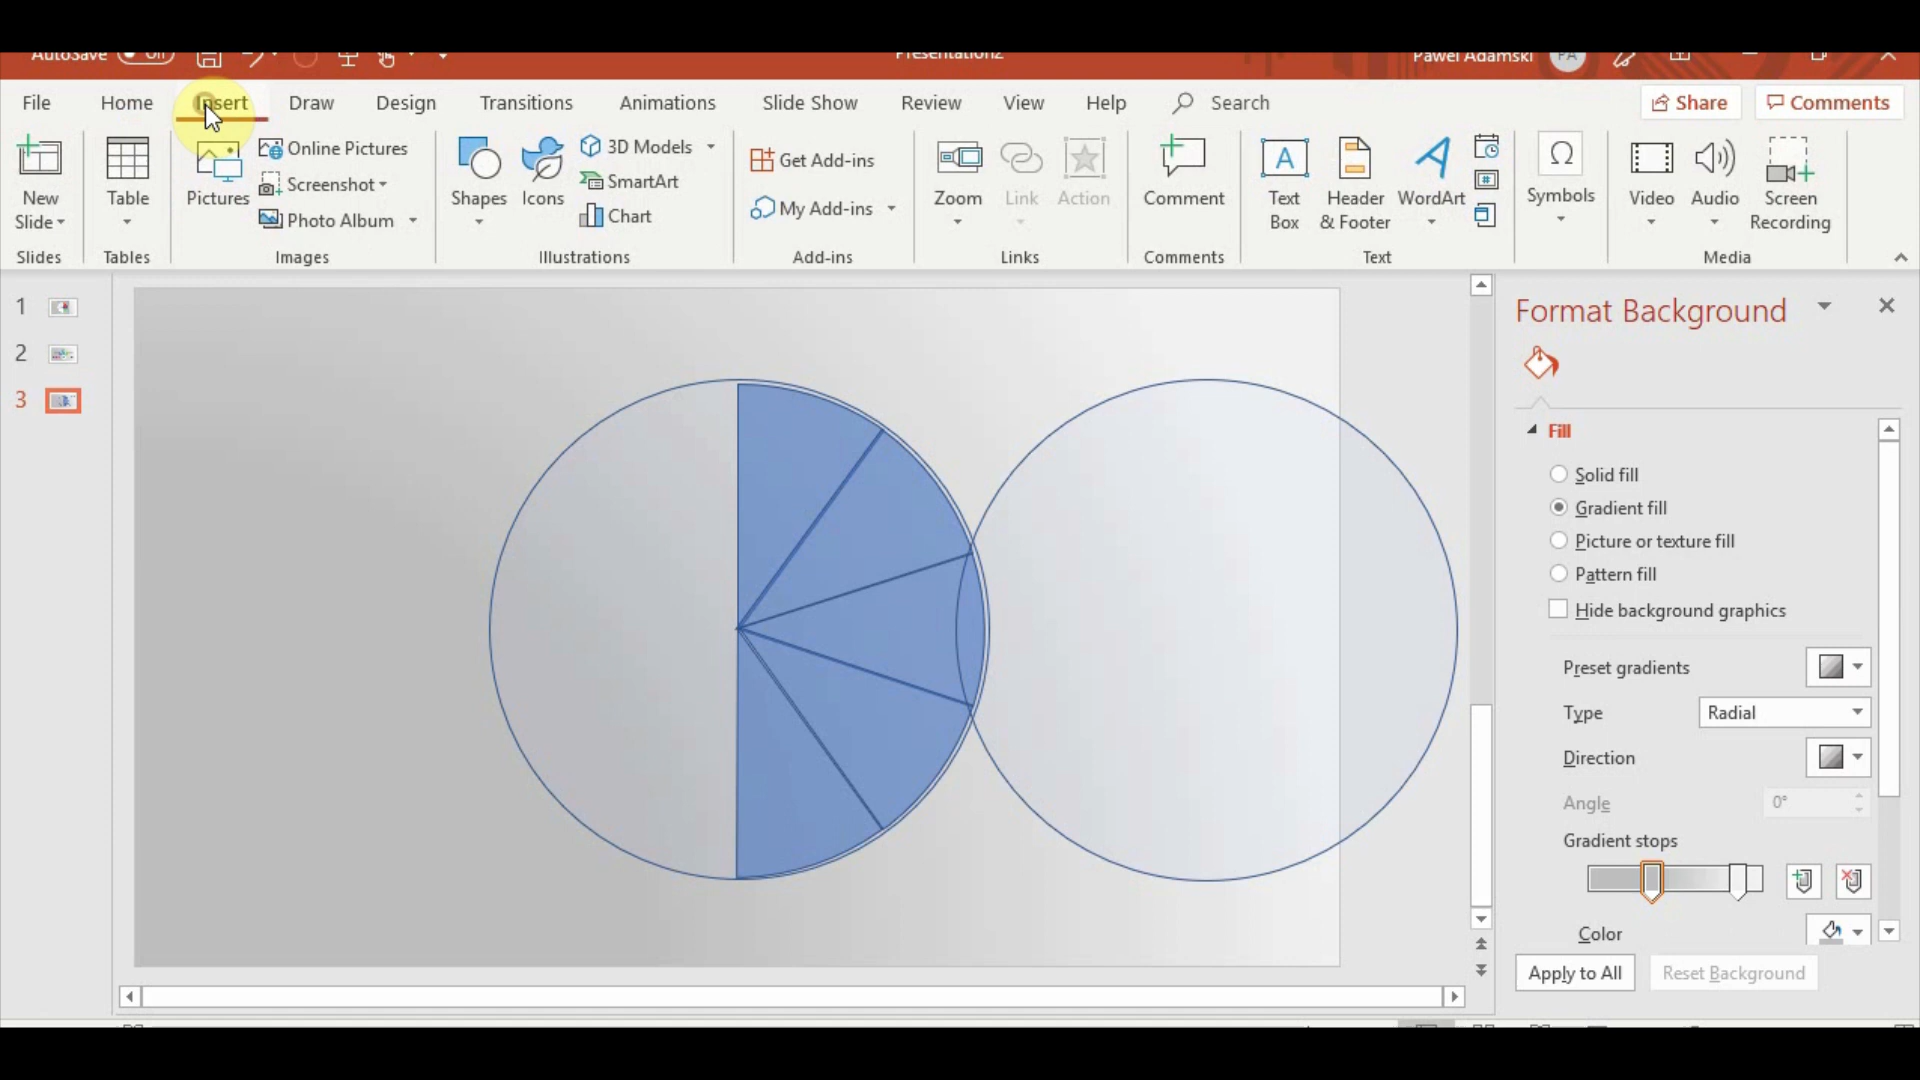 AutoSave Off Presentation2 Pawel Adamski PA
File Home Insert Draw Design Transitions Animations Slide Show Review View Help Search Share Comments
New Slide
Table
Pictures
Online Pictures
Screenshot
Photo Album
Shapes
Icons
3D Models
SmartArt
Chart
Get Add-ins
My Add-ins
Zoom
Link
Action
Comment
Text Box
Header & Footer
WordArt
Symbols
Video
Audio
Screen Recording
Slides Tables Images Illustrations Add-ins Links Comments Text Media
1
2
3
Format Background
Fill
Solid fill
Gradient fill
Picture or texture fill
Pattern fill
Hide background graphics
Preset gradients
Type Radial
Direction
Angle 0°
Gradient stops
Color
Apply to All Reset Background